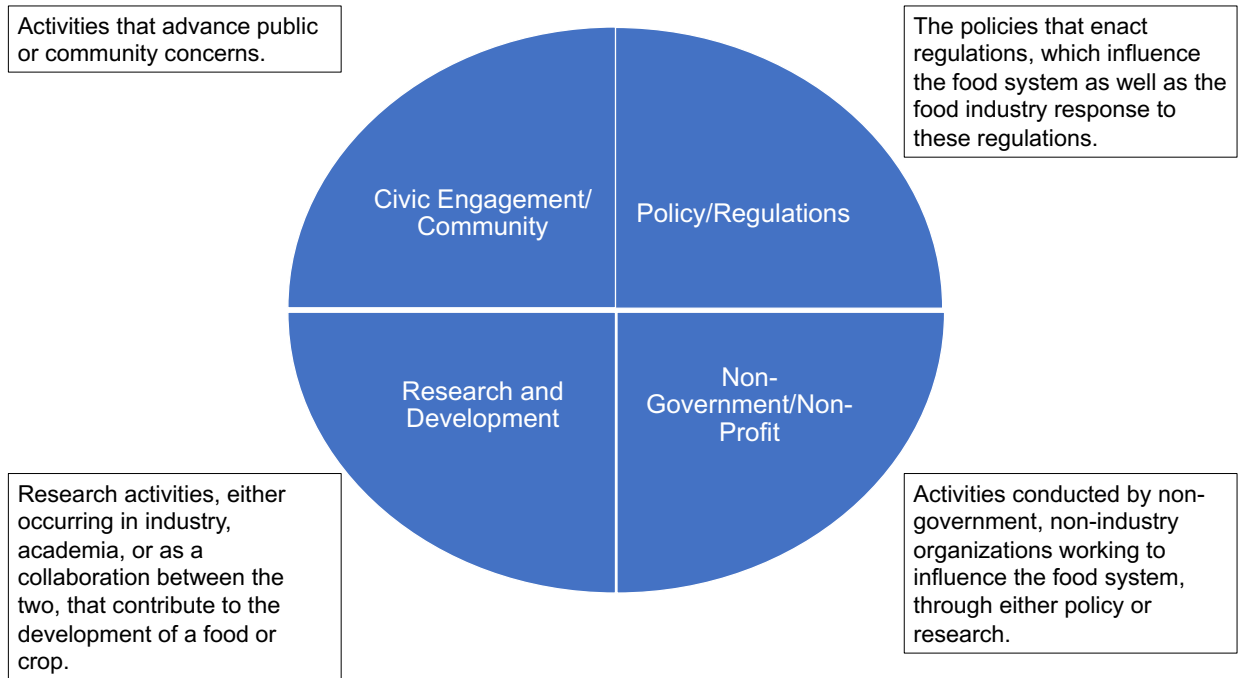 Activities that advance public
or community concerns.
The policies that enact
regulations, which influence
the food system as well as the
food industry response to
these regulations.
Civic Engagement/
Community
Policy/Regulations
Research and
Development
Non-
Government/Non-
Profit
Research activities, either
occurring in industry,
academia, or as a
collaboration between the
two, that contribute to the
development of a food or
crop.
Activities conducted by non-
government, non-industry
organizations working to
influence the food system,
through either policy or
research.